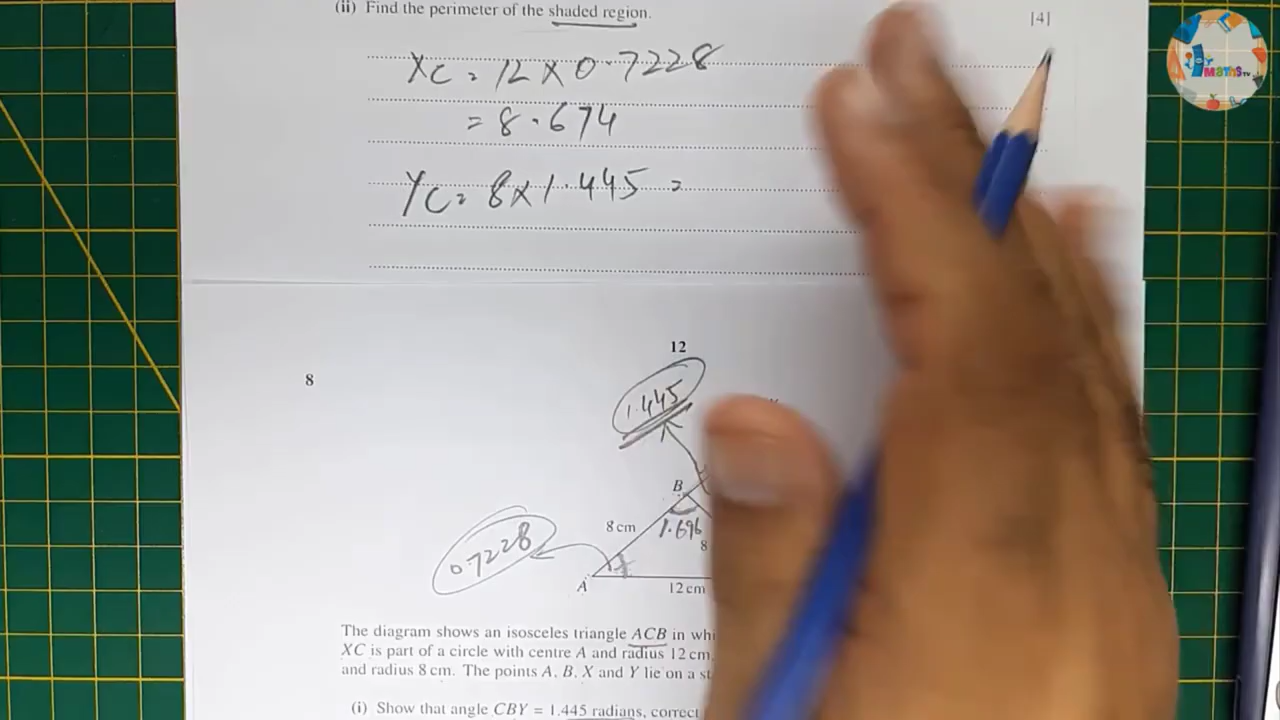 (ii) Find the perimeter of the shaded region.
[4]
XC = 12 × 0.7228
= 8.674
YC = 8 × 1.445 =
12
8
1.445
B
8 cm
1.696
8
0.7228
A
12 cm
The diagram shows an isosceles triangle ACB in
XC is part of a circle with centre A and radius 12 cm,
and radius 8 cm. The points A, B, X and Y lie on a
(i) Show that angle CBY = 1.445 radians, correct
MATHS TV